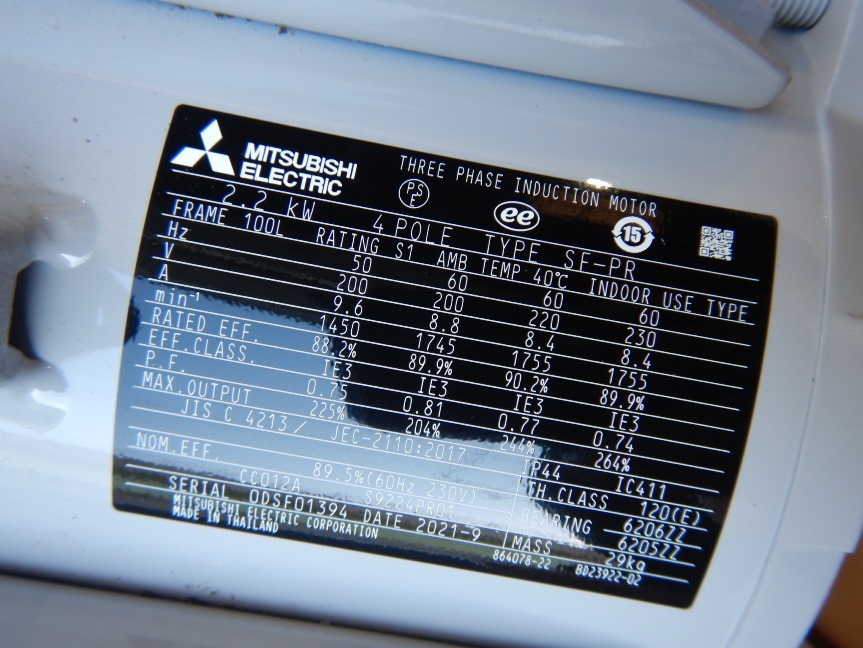 MITSUBISHI
ELECTRIC
THREE PHASE INDUCTION MOTOR
PS E
ee
15
2.2 kW 4 POLE TYPE SF-PR
FRAME 100L RATING S1 AMB TEMP 40℃ INDOOR USE TYPE
Hz 50 60 60 60
V 200 200 220 230
A 9.6 8.8 8.4 8.4
min⁻¹ 1450 1745 1755 1755
RATED EFF. 88.2% 89.9% 90.2% 89.9%
EFF.CLASS. IE3 IE3 IE3 IE3
P.F. 0.75 0.81 0.77 0.74
MAX.OUTPUT 225% 204% 244% 264%
JIS C 4213/ JEC-2110:2017 IP44 IC411
NOM.EFF. 89.5%(60Hz 230V) TH.CLASS 120(E)
CC012A S9224PR01 BEARING 6206ZZ
6205ZZ
SERIAL 0DSF01394 DATE 2021-9 MASS 29kg
MITSUBISHI ELECTRIC CORPORATION 864078-22 BD23922-02
MADE IN THAILAND